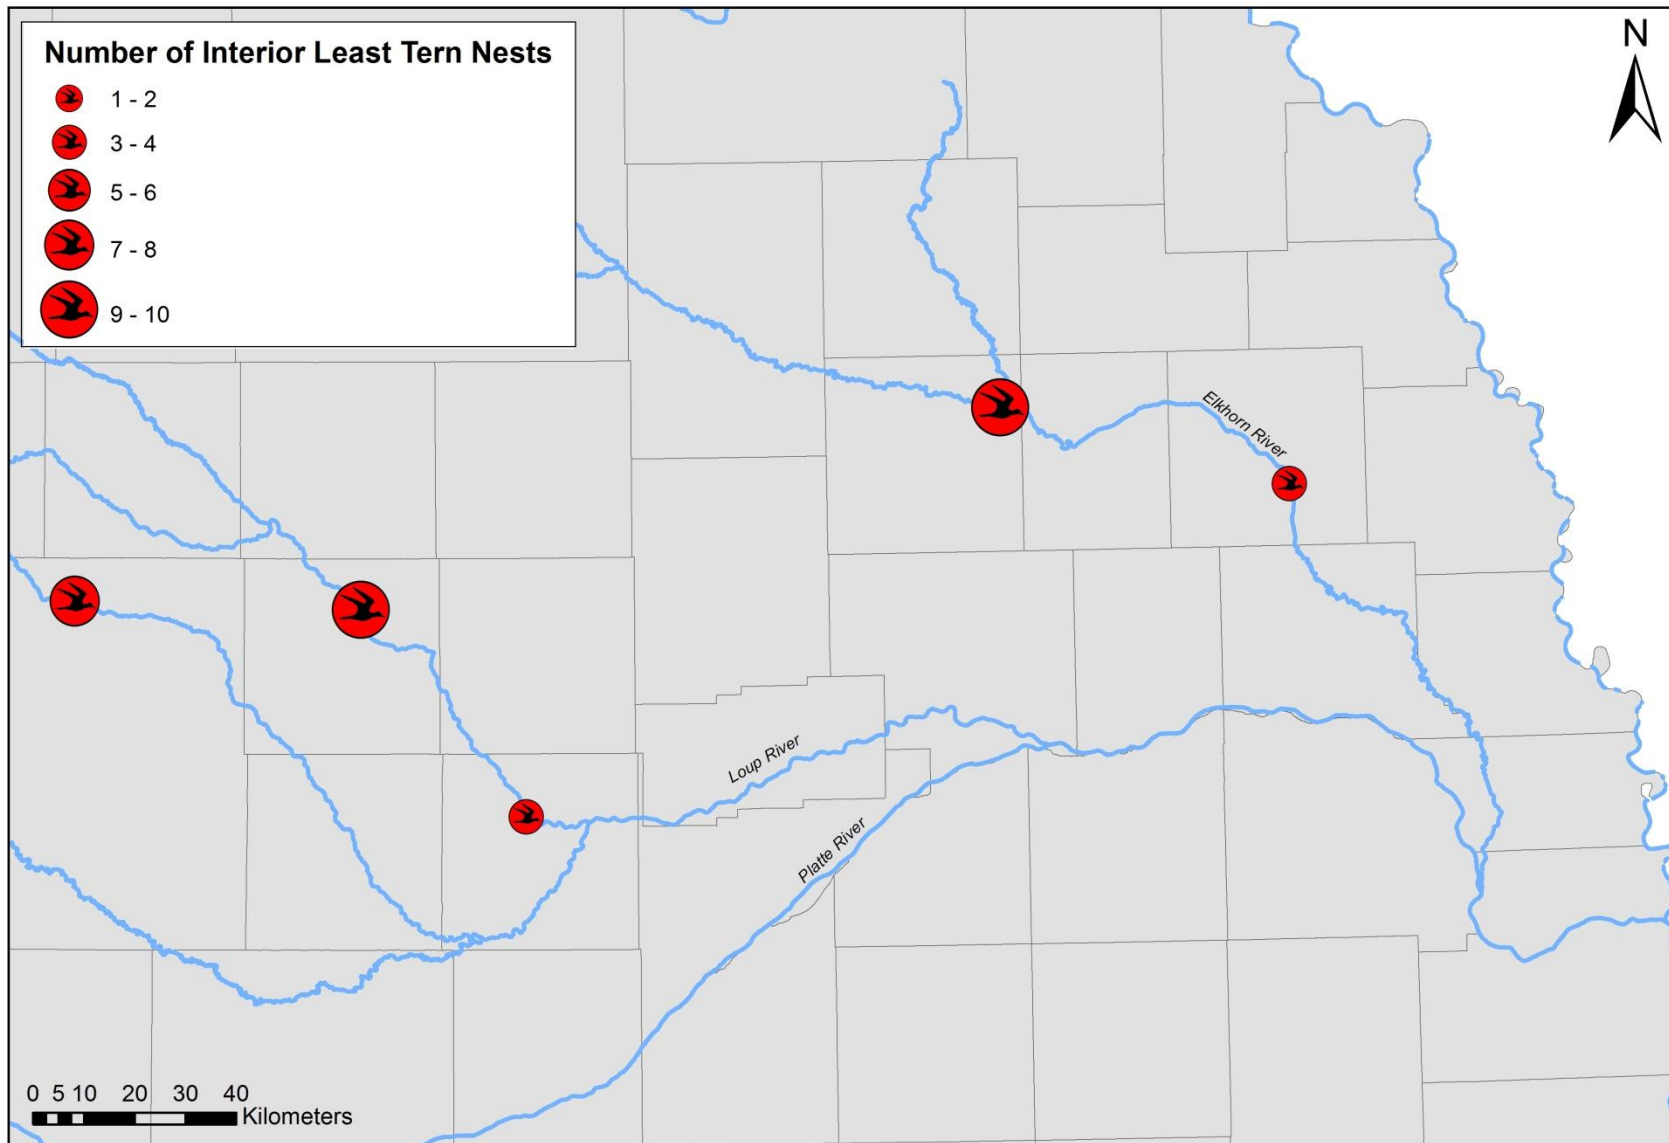 Number of Interior Least Tern Nests
1 - 2
3 - 4
5 - 6
7 - 8
9 - 10
N
Elkhorn River
Loup River
Platte River
0 5 10 20 30 40
Kilometers